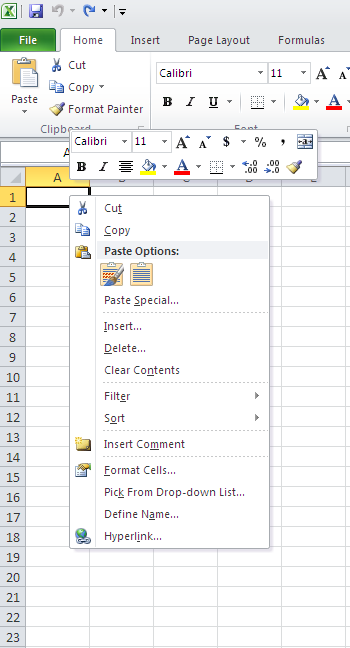 File Home Insert Page Layout Formulas
Cut
Copy
Paste
Format Painter
Clipboard
Calibri 11
B I U A
Font
Calibri 11 A A $ % ,
B I A .00 .0
A
1
2
3
4
5
6
7
8
9
10
11
12
13
14
15
16
17
18
19
20
21
22
23
Cut
Copy
Paste Options:
Paste Special...
Insert...
Delete...
Clear Contents
Filter
Sort
Insert Comment
Format Cells...
Pick From Drop-down List...
Define Name...
Hyperlink...